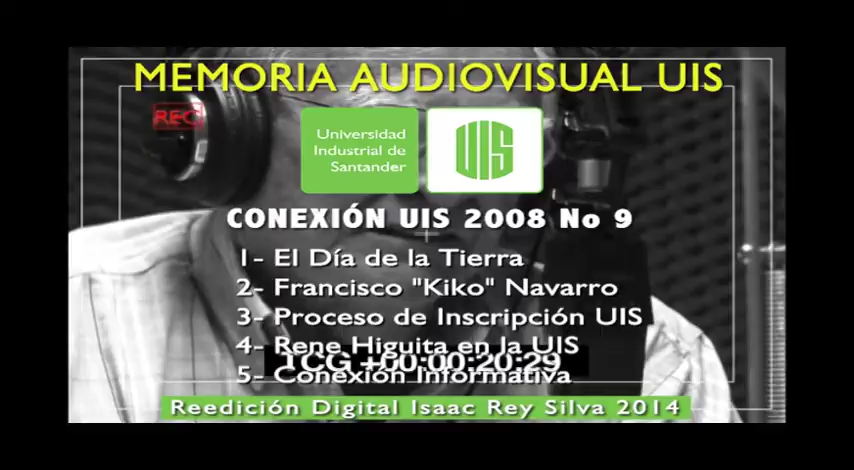 MEMORIA AUDIOVISUAL UIS
REC
Universidad
Industrial de
Santander
UIS
CONEXIÓN UIS 2008 No 9
1- El Día de la Tierra
2- Francisco "Kiko" Navarro
3- Proceso de Inscripción UIS
4- Rene Higuita en la UIS
TCG +00:00:20:29
5- Conexión Informativa
Reedición Digital Isaac Rey Silva 2014